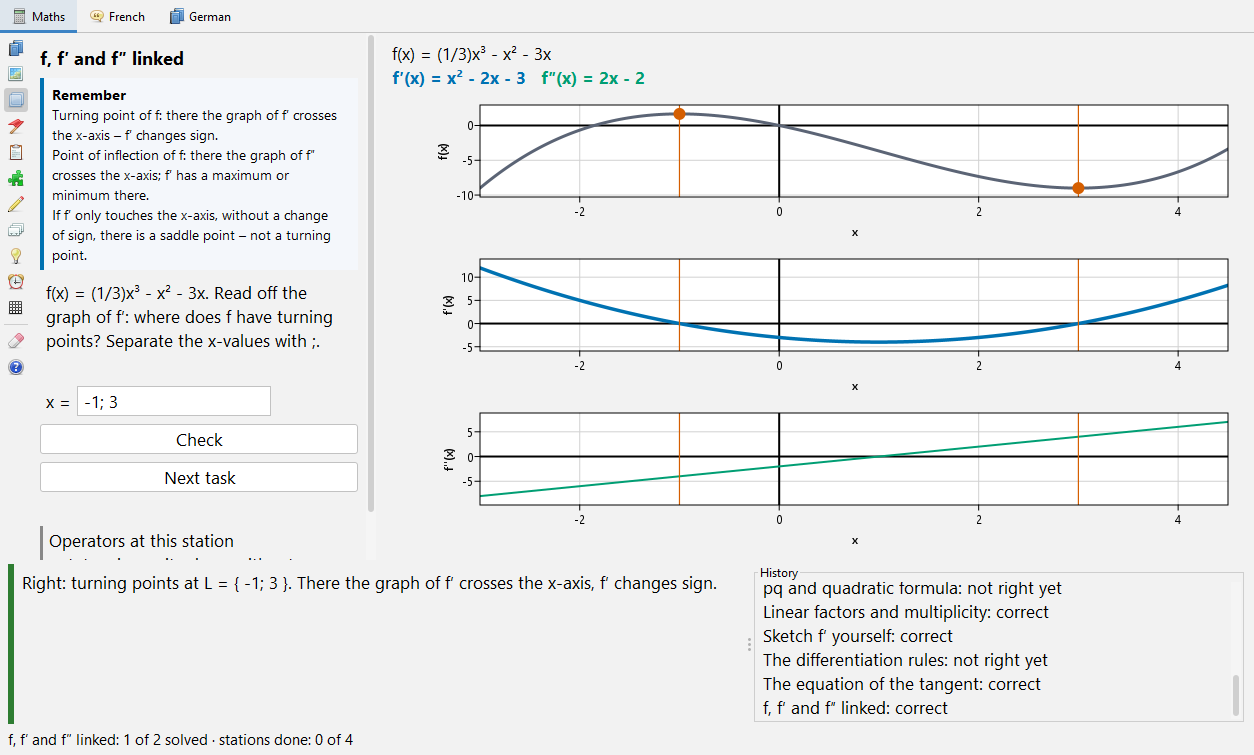 Maths French German
f, f′ and f″ linked
Remember
Turning point of f: there the graph of f′ crosses
the x-axis – f′ changes sign.
Point of inflection of f: there the graph of f″
crosses the x-axis; f′ has a maximum or
minimum there.
If f′ only touches the x-axis, without a change
of sign, there is a saddle point – not a turning
point.
f(x) = (1/3)x³ - x² - 3x. Read off the
graph of f′: where does f have turning
points? Separate the x-values with ;.
x = -1; 3
Check
Next task
Operators at this station
f(x) = (1/3)x³ - x² - 3x
f′(x) = x² - 2x - 3 f″(x) = 2x - 2
f(x)
0
-5
-10
-2 0 2 4
x
f′(x)
10
5
0
-5
-2 0 2 4
x
f″(x)
5
0
-5
-2 0 2 4
x
Right: turning points at L = { -1; 3 }. There the graph of f′ crosses the x-axis, f′ changes sign.
History
pq and quadratic formula: not right yet
Linear factors and multiplicity: correct
Sketch f′ yourself: correct
The differentiation rules: not right yet
The equation of the tangent: correct
f, f′ and f″ linked: correct
f, f′ and f″ linked: 1 of 2 solved · stations done: 0 of 4